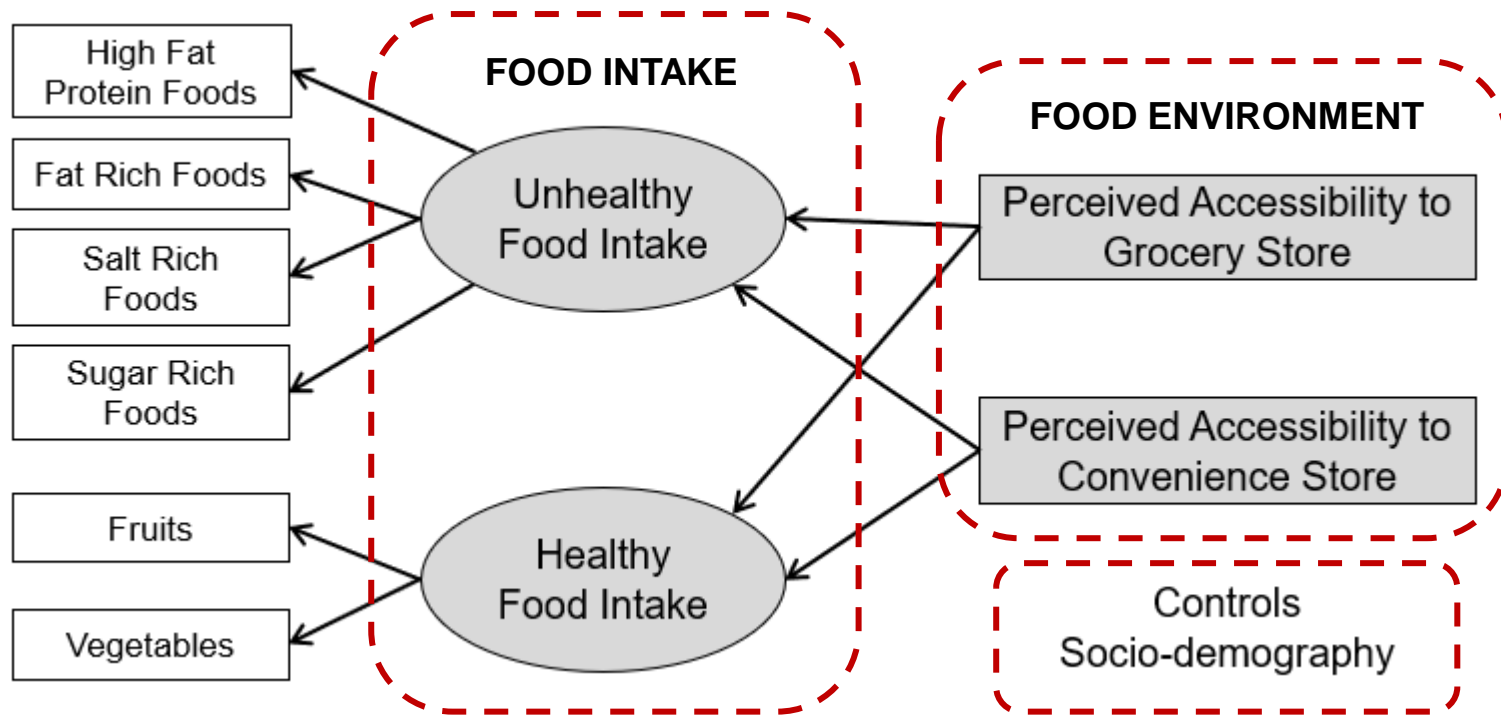 High Fat
Protein Foods
Fat Rich Foods
Salt Rich
Foods
Sugar Rich
Foods
Fruits
Vegetables
FOOD INTAKE
Unhealthy
Food Intake
Healthy
Food Intake
FOOD ENVIRONMENT
Perceived Accessibility to
Grocery Store
Perceived Accessibility to
Convenience Store
Controls
Socio-demography